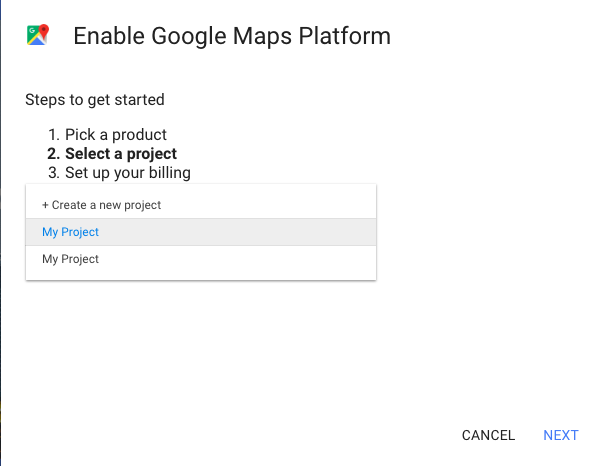 Enable Google Maps Platform
Steps to get started
1. Pick a product
2. Select a project
3. Set up your billing
+ Create a new project
My Project
My Project
CANCEL NEXT